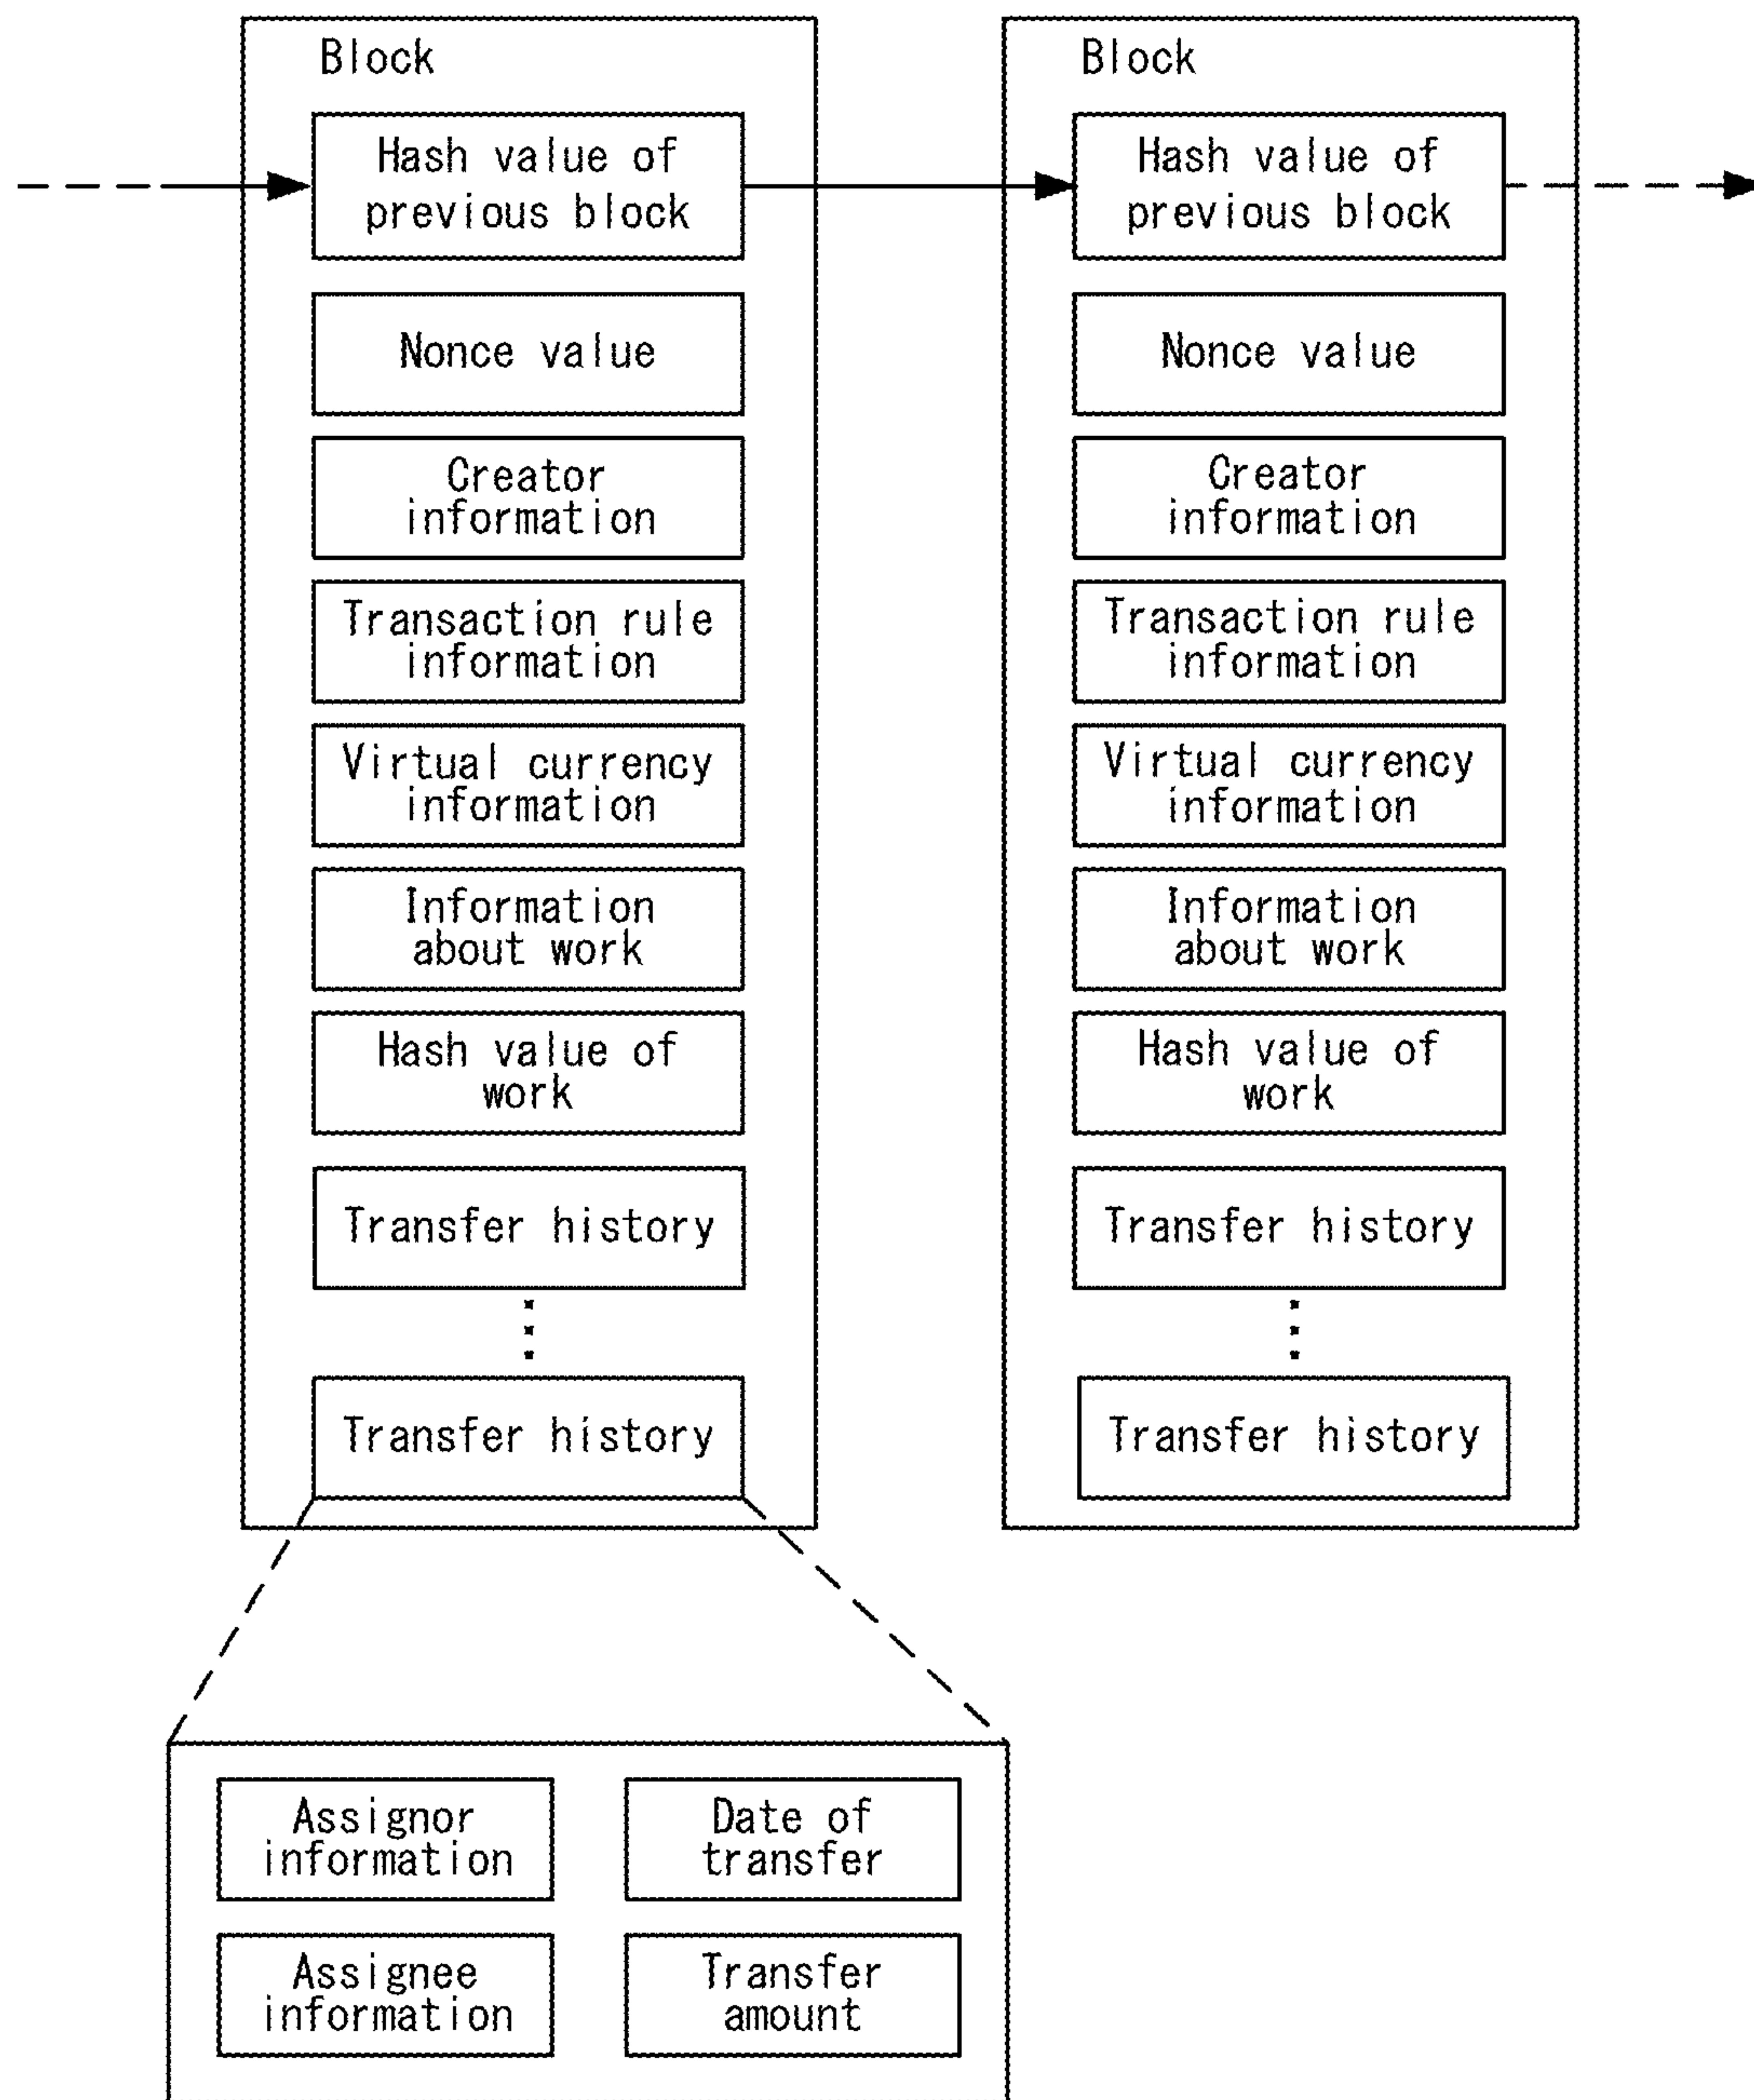 Block
Hash value of
previous block
Nonce value
Creator
information
Transaction rule
information
Virtual currency
information
Information
about work
Hash value of
work
Transfer history
Transfer history
Block
Hash value of
previous block
Nonce value
Creator
information
Transaction rule
information
Virtual currency
information
Information
about work
Hash value of
work
Transfer history
Transfer history
Assignor
information
Date of
transfer
Assignee
information
Transfer
amount